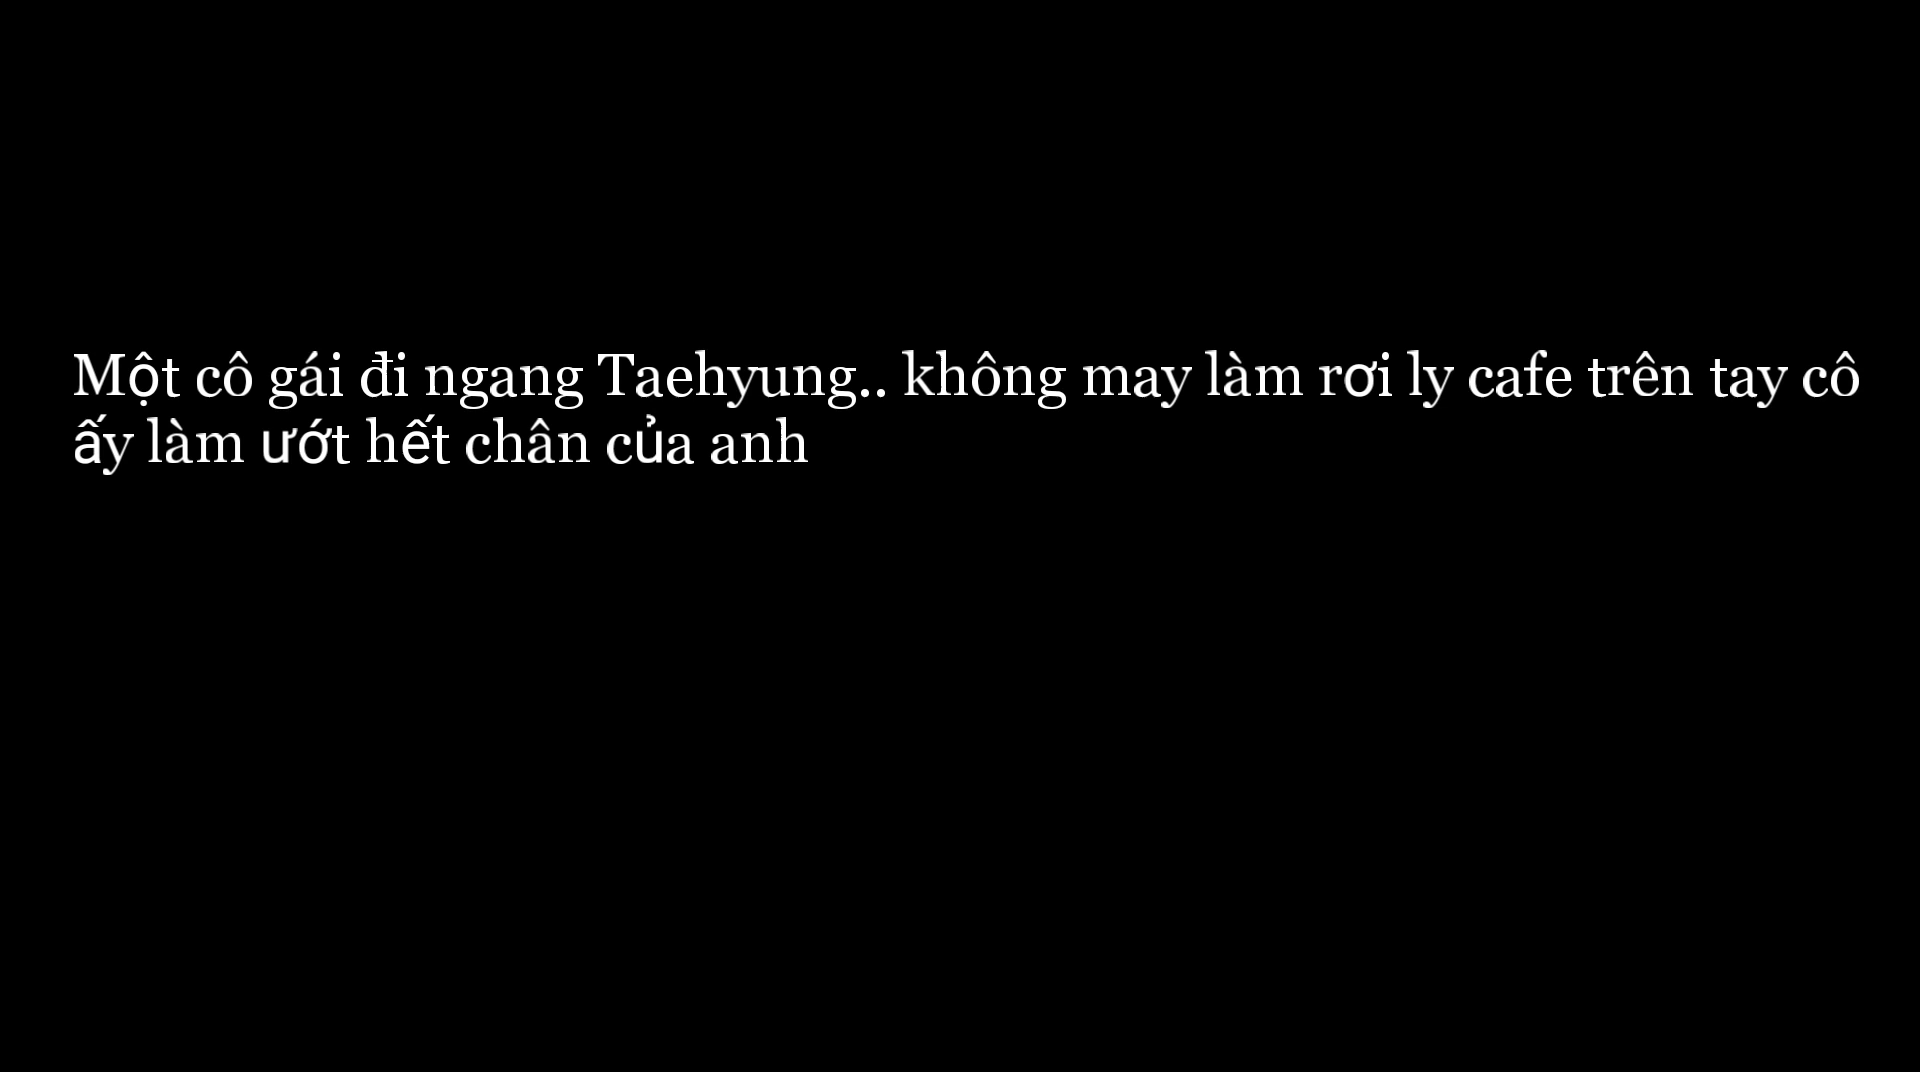 Một cô gái đi ngang Taehyung.. không may làm rơi ly cafe trên tay cô
ấy làm ướt hết chân của anh